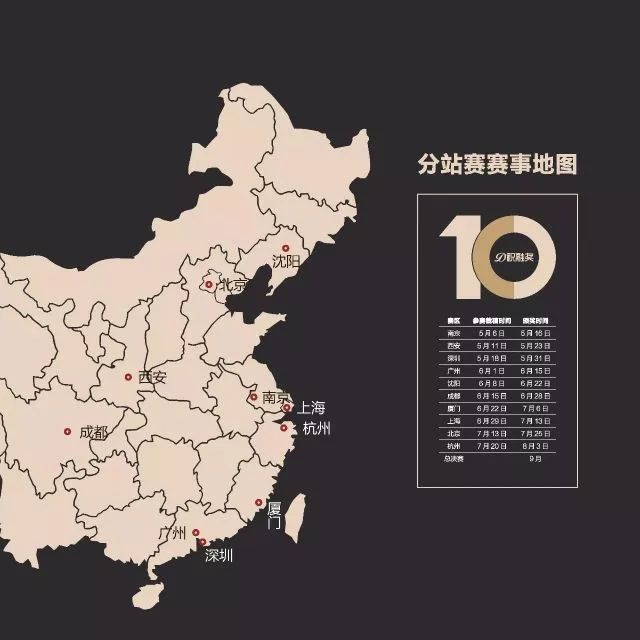 分站赛赛事地图
10
积融奖
沈阳
北京
西安
南京
上海
杭州
成都
厦门
广州
深圳
赛区 参赛截稿时间 颁奖时间
南京 5月6日 5月16日
西安 5月11日 5月23日
深圳 5月18日 5月31日
广州 6月1日 6月15日
沈阳 6月8日 6月22日
成都 6月15日 6月28日
厦门 6月22日 7月6日
上海 6月29日 7月13日
北京 7月13日 7月25日
杭州 7月20日 8月3日
总决赛 9月